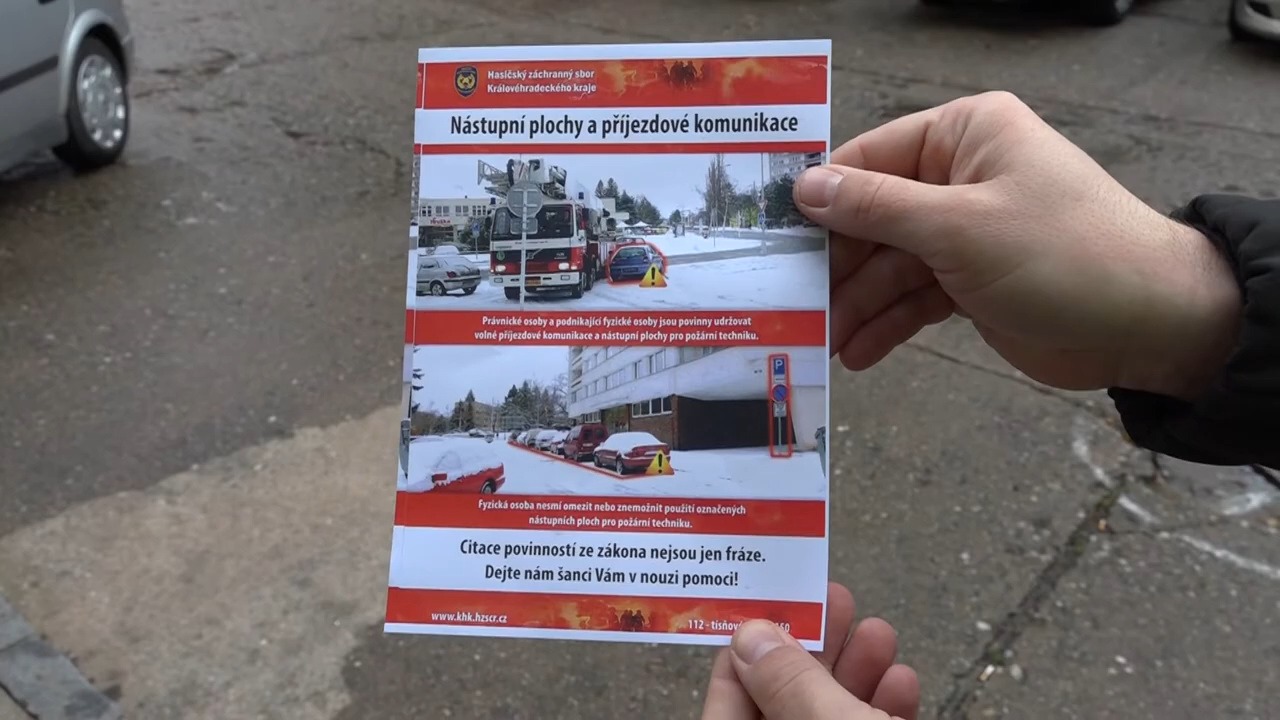 Hasičský záchranný sbor
Královéhradeckého kraje
Nástupní plochy a příjezdové komunikace
Právnické osoby a podnikající fyzické osoby jsou povinny udržovat
volné příjezdové komunikace a nástupní plochy pro požární techniku.
P
Fyzická osoba nesmí omezit nebo znemožnit použití označených
nástupních ploch pro požární techniku.
Citace povinností ze zákona nejsou jen fráze.
Dejte nám šanci Vám v nouzi pomoci!
www.khk.hzscr.cz
112 -